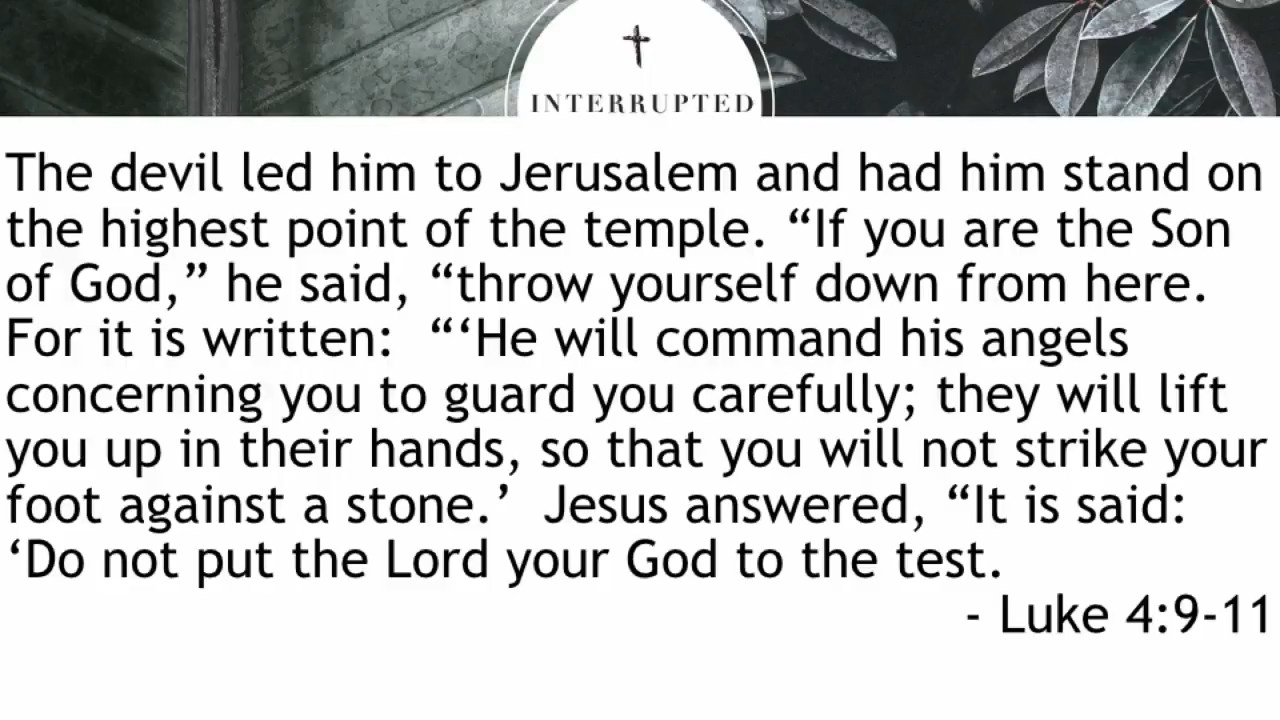 INTERRUPTED
The devil led him to Jerusalem and had him stand on
the highest point of the temple. “If you are the Son
of God,” he said, “throw yourself down from here.
For it is written:  “‘He will command his angels
concerning you to guard you carefully; they will lift
you up in their hands, so that you will not strike your
foot against a stone.’  Jesus answered, “It is said:
‘Do not put the Lord your God to the test.
- Luke 4:9-11